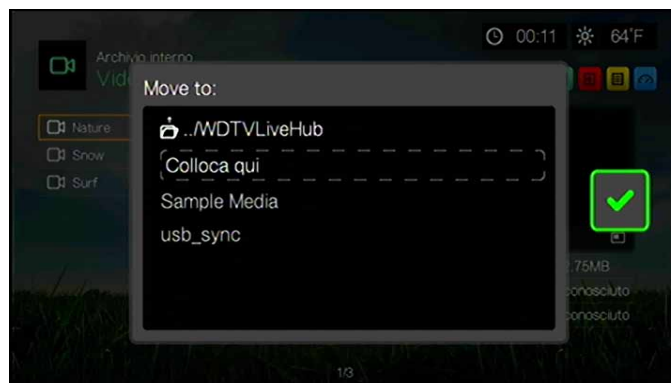 00:11 64°F
Archivio interno
Move to:
../WDTVLiveHub
Nature
Colloca qui
Snow
Surf
Sample Media
usb_sync
.75MB
conosciuto
conosciuto
1/3